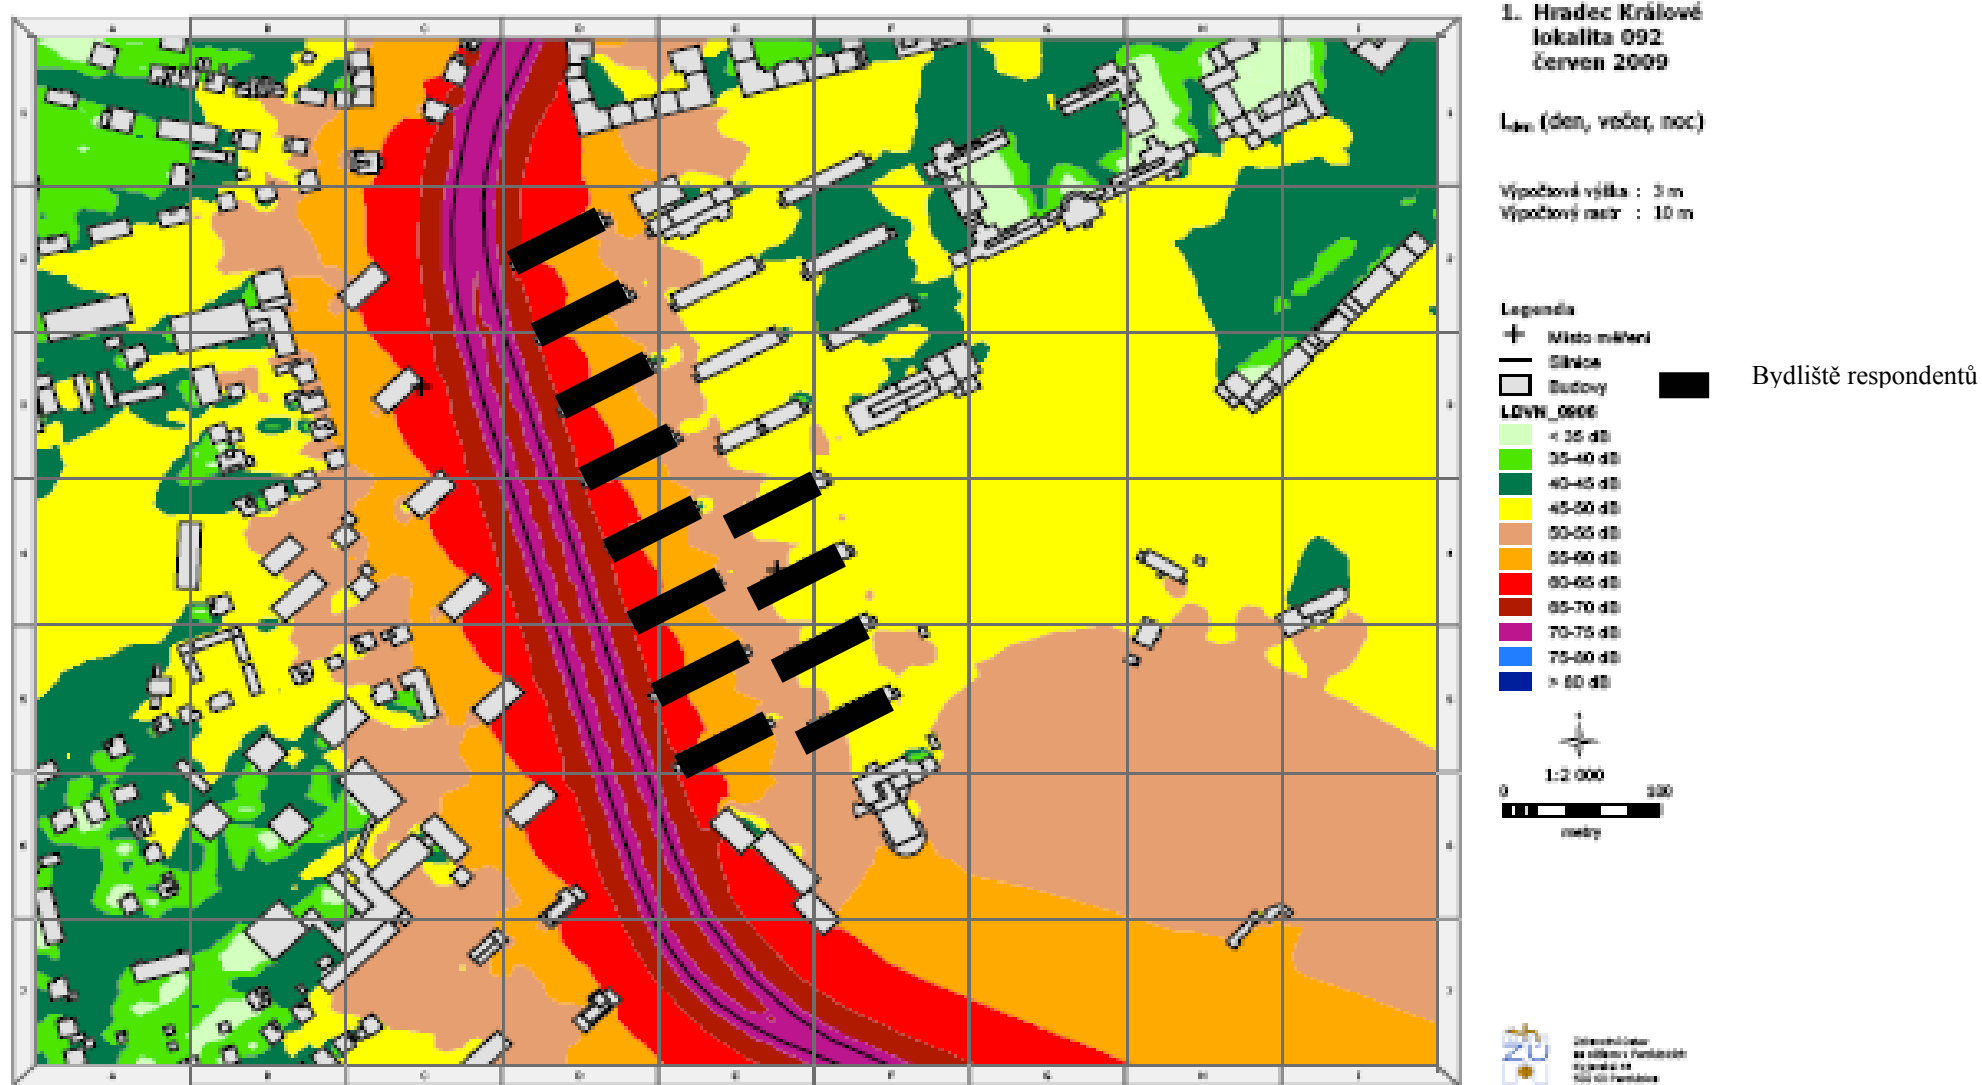 A B C D E F G H I
1. Hradec Králové
lokalita 092
červen 2009
Lden (den, večer, noc)
Výpočtová výška : 3 m
Výpočtový rastr : 10 m
Legenda
Místo měření
Silnice
Budovy
Bydliště respondentů
LDVN_0906
< 35 dB
35-40 dB
40-45 dB
45-50 dB
50-55 dB
55-60 dB
60-65 dB
65-70 dB
70-75 dB
75-80 dB
> 80 dB
1:2 000
0 100
metry
ZÚ
A B C D E F G H I